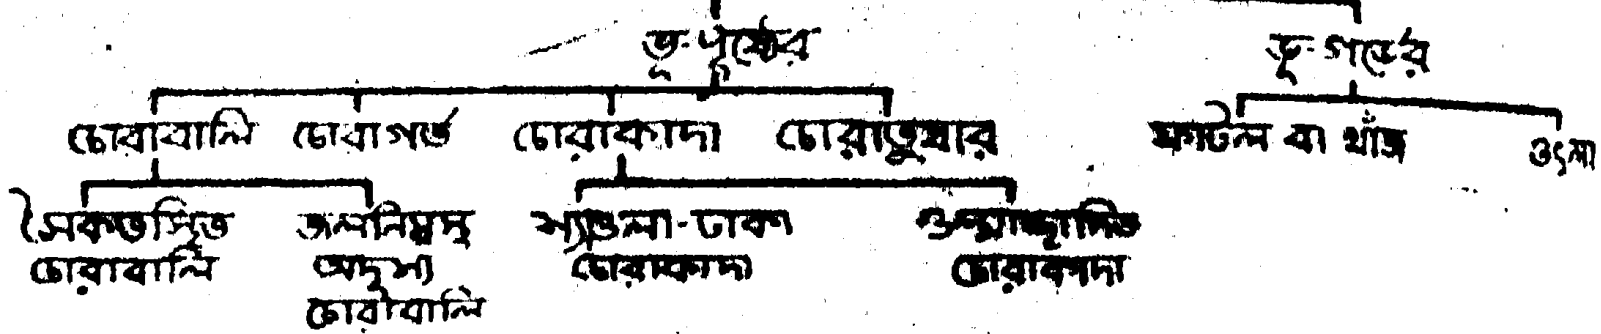 ভূ-পৃষ্ঠের ভূ-গর্ভের
চোরাবালি চোরাগর্ত চোরাকাদা চোরাতুষার ফাটল বা খাঁজ
সৈকতস্থিত জলনিমগ্ন শ্যাওলা-ঢাকা
চোরাবালি অদৃশ্য চোরাকাদা চোরাকাদা
চোরাবালি